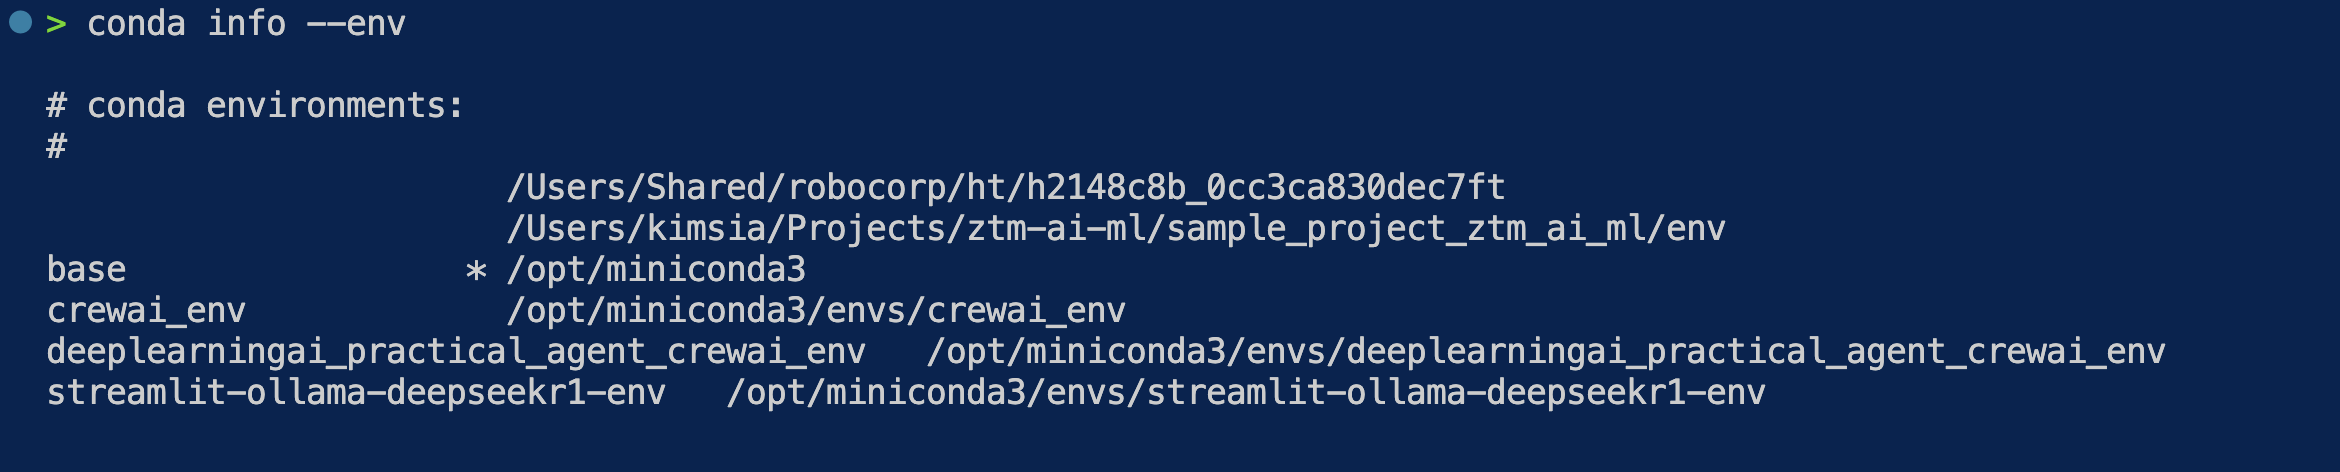 > conda info --env
# conda environments:
#
/Users/Shared/robocorp/ht/h2148c8b_0cc3ca830dec7ft
/Users/kimsia/Projects/ztm-ai-ml/sample_project_ztm_ai_ml/env
base * /opt/miniconda3
crewai_env /opt/miniconda3/envs/crewai_env
deeplearningai_practical_agent_crewai_env /opt/miniconda3/envs/deeplearningai_practical_agent_crewai_env
streamlit-ollama-deepseekr1-env /opt/miniconda3/envs/streamlit-ollama-deepseekr1-env